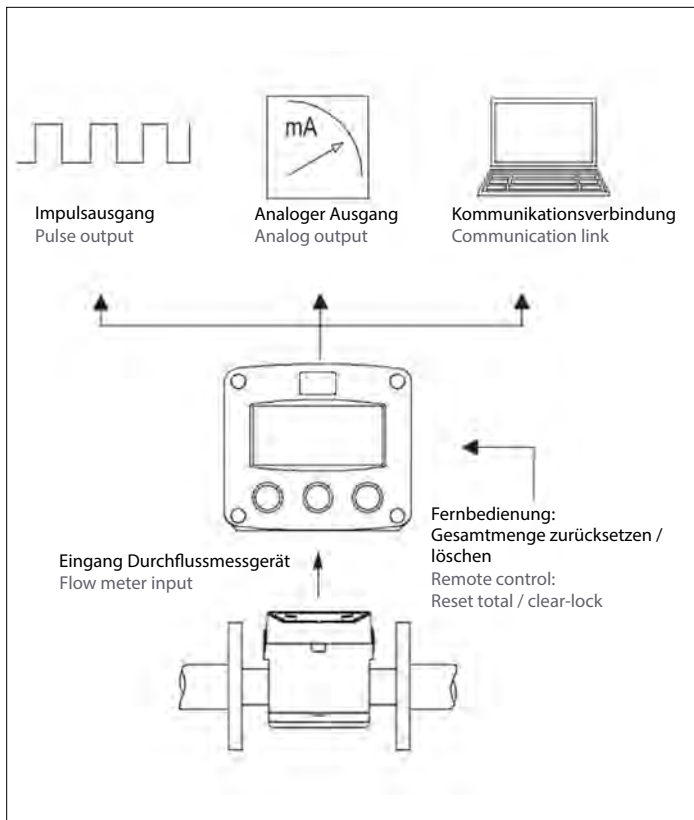 mA
Impulsausgang
Pulse output
Analoger Ausgang
Analog output
Kommunikationsverbindung
Communication link
Fernbedienung:
Gesamtmenge zurücksetzen /
löschen
Remote control:
Reset total / clear-lock
Eingang Durchflussmessgerät
Flow meter input